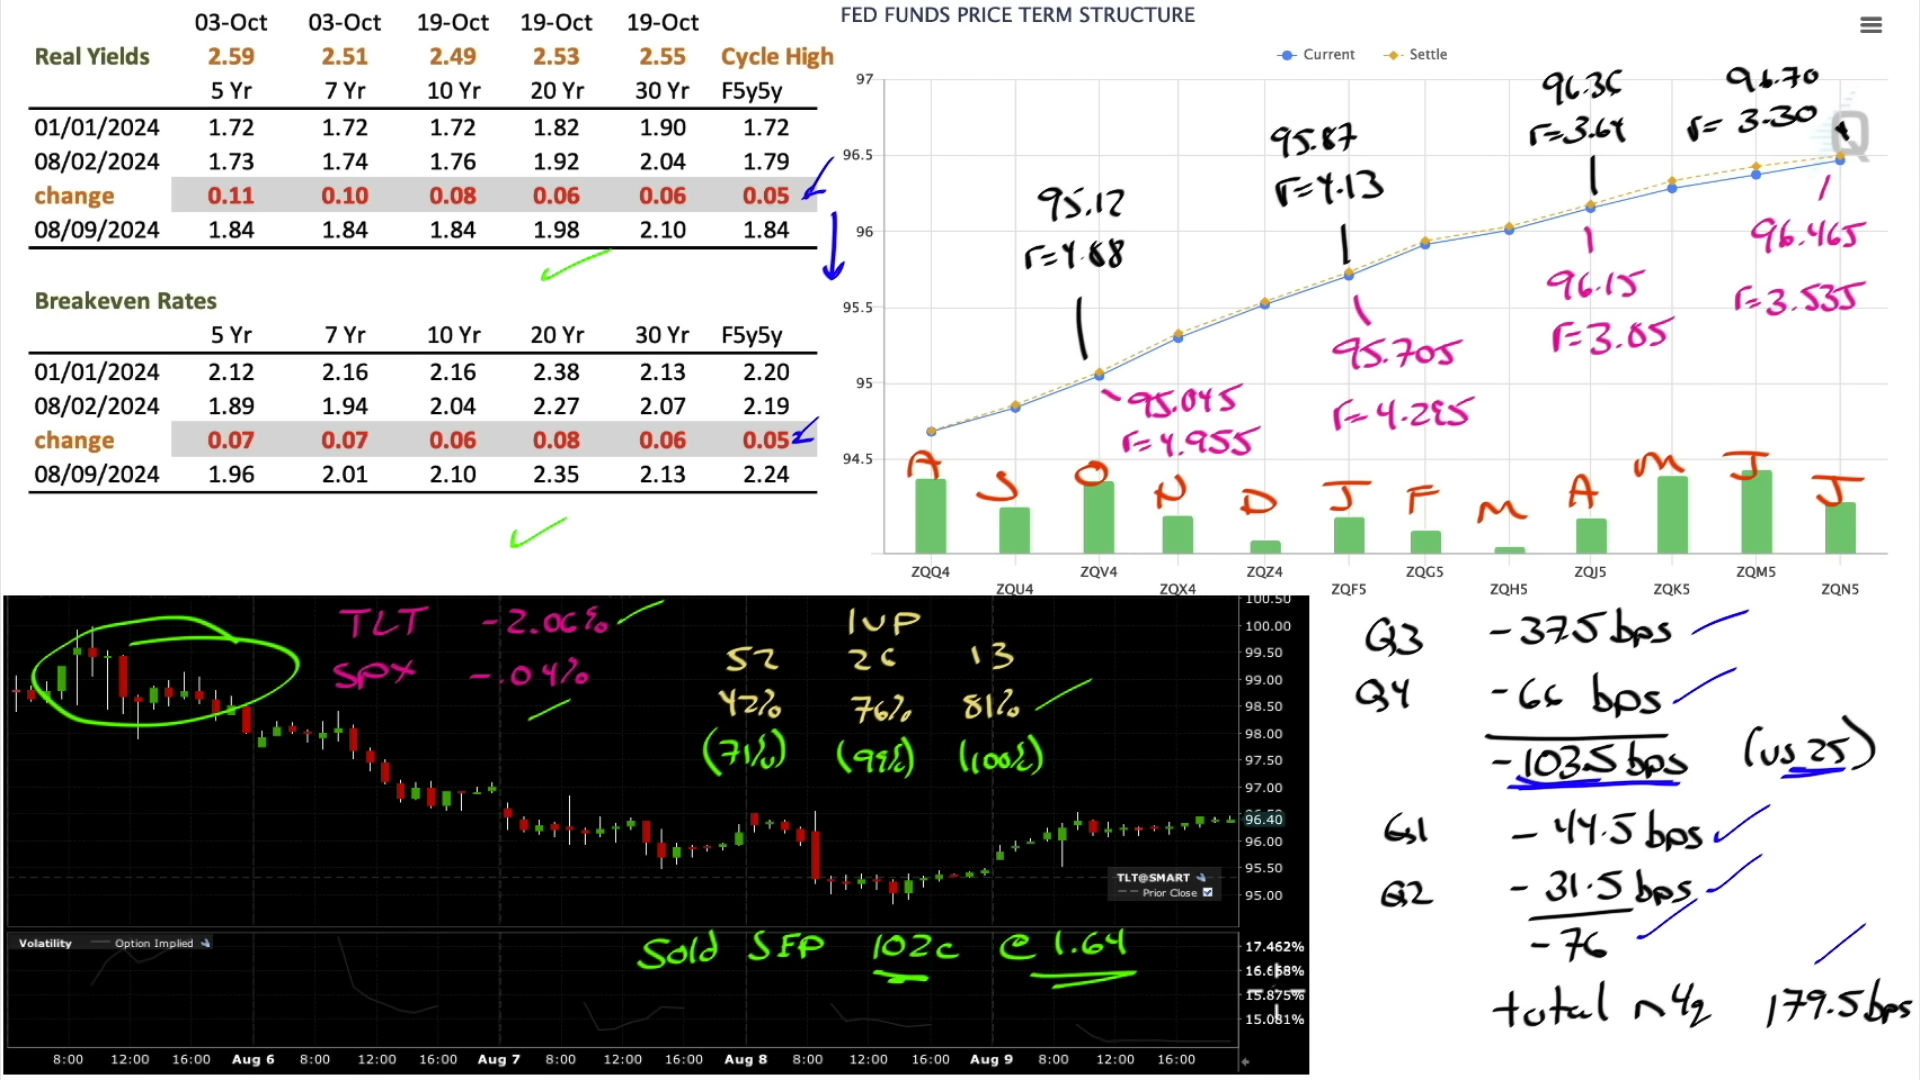 03-Oct 03-Oct 19-Oct 19-Oct 19-Oct
Real Yields 2.59 2.51 2.49 2.53 2.55 Cycle High
5 Yr 7 Yr 10 Yr 20 Yr 30 Yr F5y5y
01/01/2024 1.72 1.72 1.72 1.82 1.90 1.72
08/02/2024 1.73 1.74 1.76 1.92 2.04 1.79
change 0.11 0.10 0.08 0.06 0.06 0.05
08/09/2024 1.84 1.84 1.84 1.98 2.10 1.84
Breakeven Rates
5 Yr 7 Yr 10 Yr 20 Yr 30 Yr F5y5y
01/01/2024 2.12 2.16 2.16 2.38 2.13 2.20
08/02/2024 1.89 1.94 2.04 2.27 2.07 2.19
change 0.07 0.07 0.06 0.08 0.06 0.05
08/09/2024 1.96 2.01 2.10 2.35 2.13 2.24
FED FUNDS PRICE TERM STRUCTURE
Current Settle
97
96.5
96
95.5
95
94.5
95.12
r=4.88
95.87
r=4.13
96.36
r=3.64
96.70
r= 3.30
Q
95.045
r=4.955
95.705
r=4.295
96.15
r=3.85
96.465
r=3.535
A S O N D J F M A M J J
ZQQ4 ZQU4 ZQV4 ZQX4 ZQZ4 ZQF5 ZQG5 ZQH5 ZQJ5 ZQK5 ZQM5 ZQN5
TLT -2.06%
SPX -.04%
IVP
52 26 13
42% 76% 81%
(71%) (99%) (100%)
100.50
100.00
99.50
99.00
98.50
98.00
97.50
97.00
96.40
96.00
95.50
95.00
TLT@SMART
Prior Close
Volatility Option Implied
Sold SEP 102c @ 1.64
17.462%
15.875%
15.081%
8:00 12:00 16:00 Aug 6 8:00 12:00 16:00 Aug 7 8:00 12:00 16:00 Aug 8 8:00 12:00 16:00 Aug 9 8:00 12:00 16:00
Q3 -37.5 bps
Q4 -66 bps
-103.5 bps (vs 25)
Q1 -44.5 bps
Q2 -31.5 bps
-76
total n4q 179.5 bps